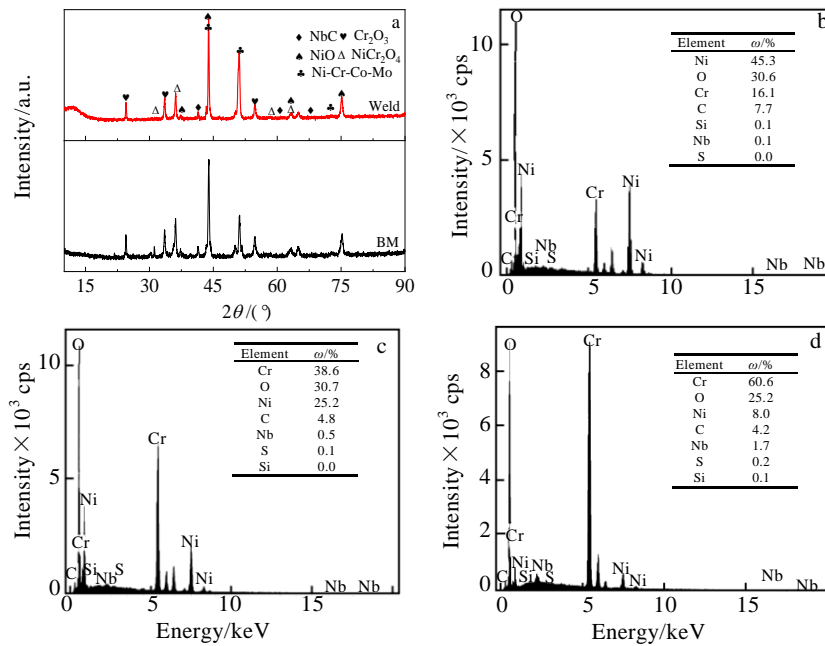 a
♦ NbC ♥ Cr₂O₃
♠ NiO Δ NiCr₂O₄
♣ Ni-Cr-Co-Mo
Weld
BM
Intensity/a.u.
15 30 45 60 75 90
2θ/(°)
b
O
Ni
Cr
C
Si
Nb
S
Cr
Ni
Ni
Nb
Nb
Element ω/%
Ni 45.3
O 30.6
Cr 16.1
C 7.7
Si 0.1
Nb 0.1
S 0.0
Intensity/×10³ cps
10
5
0
0 5 10 15 20
c
O
Ni
Cr
C
Si
Nb
S
Cr
Ni
Ni
Nb
Nb
Element ω/%
Cr 38.6
O 30.7
Ni 25.2
C 4.8
Nb 0.5
S 0.1
Si 0.0
Intensity×10³ cps
10
5
0
0 5 10 15 20
Energy/keV
d
O
Cr
Ni
C
Si
Nb
S
Cr
Ni
Ni
Nb
Nb
Element ω/%
Cr 60.6
O 25.2
Ni 8.0
C 4.2
Nb 1.7
S 0.2
Si 0.1
Intensity×10³ cps
8
6
4
2
0
0 5 10 15 20
Energy/keV